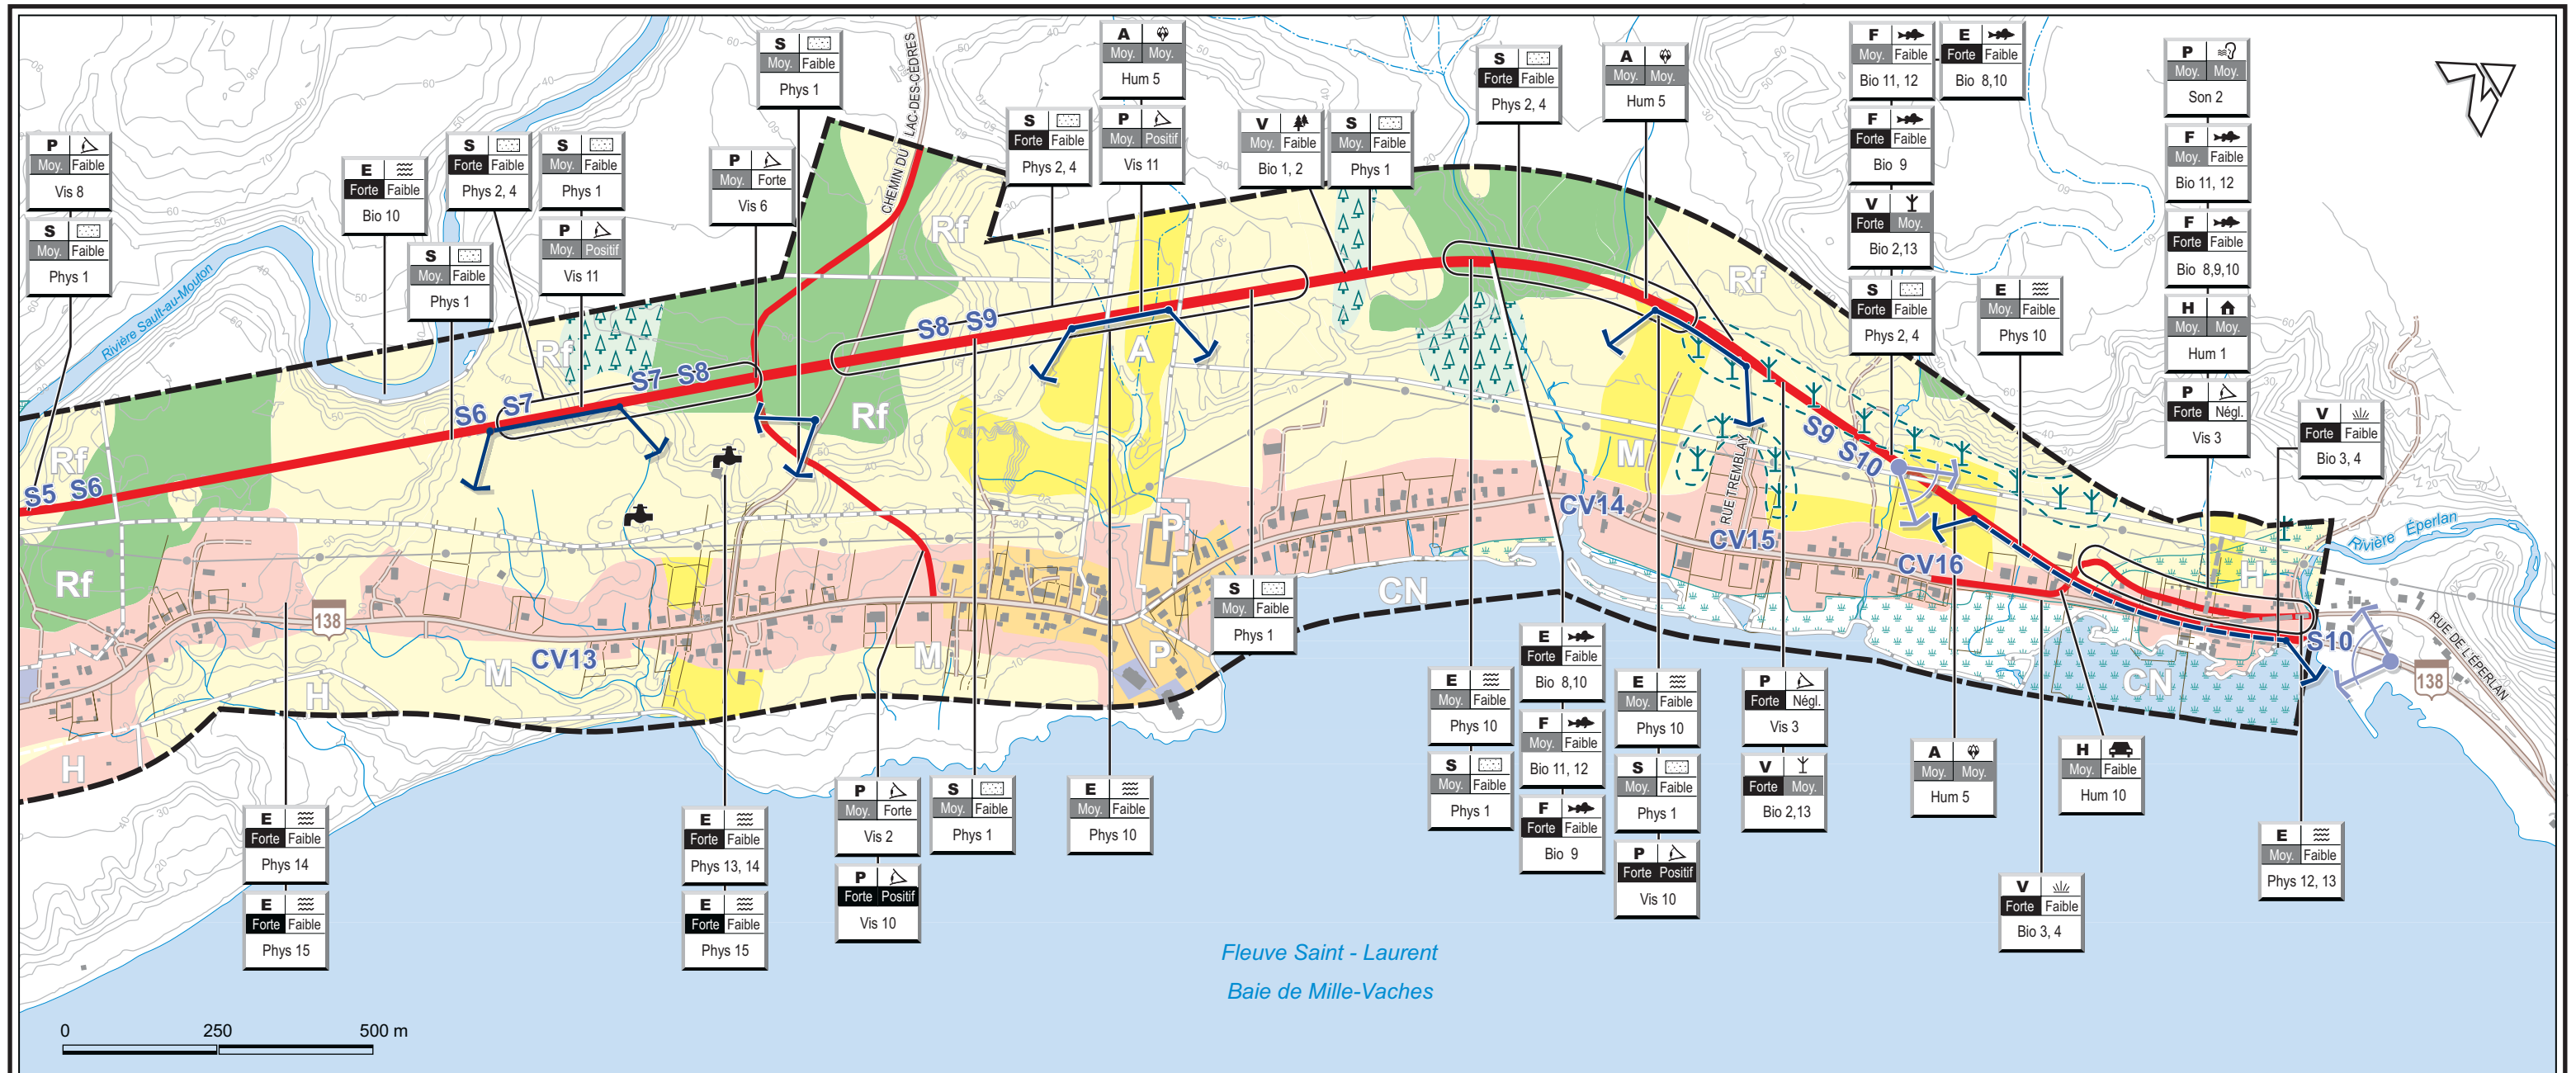 S
Moy. Faible
Phys 1
CHEMIN DU LAC-DES-CÈDRES
A
Moy. Moy.
Hum 5
P
Moy. Positif
Vis 11
S
Forte Faible
Phys 2, 4
V
Moy. Faible
Bio 1, 2
S
Moy. Faible
Phys 1
S
Forte Faible
Phys 2, 4
A
Moy. Moy.
Hum 5
F
Moy. Faible
Bio 11, 12
E
Forte Faible
Bio 8,10
F
Forte Faible
Bio 9
V
Forte Moy.
Bio 2,13
S
Forte Faible
Phys 2, 4
E
Moy. Faible
Phys 10
P
Moy. Moy.
Son 2
F
Moy. Faible
Bio 11, 12
F
Forte Faible
Bio 8,9,10
H
Moy. Moy.
Hum 1
P
Forte Négl.
Vis 3
V
Forte Faible
Bio 3, 4
P
Moy. Faible
Vis 8
S
Moy. Faible
Phys 1
E
Forte Faible
Bio 10
S
Forte Faible
Phys 2, 4
S
Moy. Faible
Phys 1
P
Moy. Positif
Vis 11
S
Moy. Faible
Phys 1
P
Moy. Forte
Vis 6
Rivière Sault-au-Mouton
Rf
Rf
Rf
Rf
Rf
Rf
S5 S6
S6 S7
S7 S8
S8 S9
S9 S10
S10
A
M
RUE TREMBLAY
CV14
CV15
CV16
CV13
P
P
CN
CN
H
H
H
M
M
138
138
Rivière Éperlan
RUE DE L'ÉPERLAN
S
Moy. Faible
Phys 1
E
Forte Faible
Phys 14
E
Forte Faible
Phys 15
E
Forte Faible
Phys 13, 14
E
Forte Faible
Phys 15
P
Moy. Forte
Vis 2
P
Forte Positif
Vis 10
S
Moy. Faible
Phys 1
E
Moy. Faible
Phys 10
E
Moy. Faible
Phys 10
S
Moy. Faible
Phys 1
E
Forte Faible
Bio 8,10
F
Moy. Faible
Bio 11, 12
F
Forte Faible
Bio 9
E
Moy. Faible
Phys 10
S
Moy. Faible
Phys 1
P
Forte Positif
Vis 10
P
Forte Négl.
Vis 3
V
Forte Moy.
Bio 2,13
A
Moy. Moy.
Hum 5
H
Moy. Faible
Hum 10
V
Forte Faible
Bio 3, 4
E
Moy. Faible
Phys 12, 13
Fleuve Saint - Laurent
Baie de Mille-Vaches
0 250 500 m